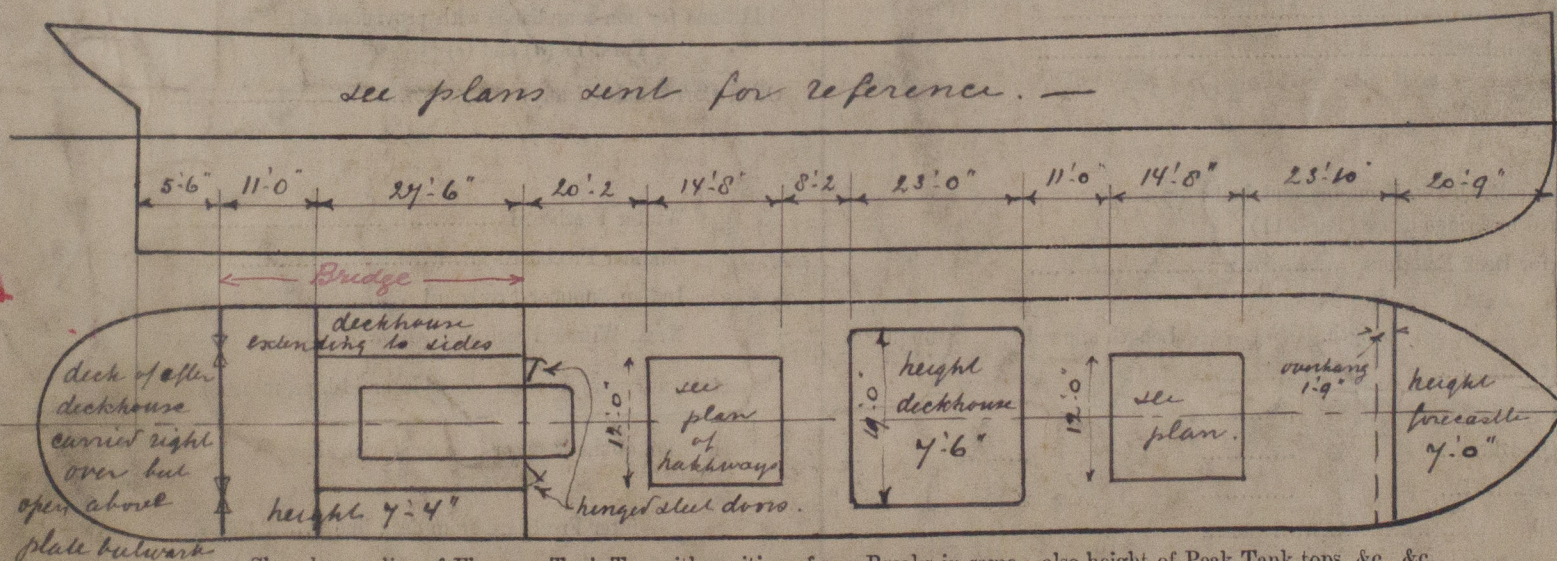 see plans sent for reference. —
5'-6" 11'-0" 27'-6" 20'-2 14'-8" 8'-2 23'-0" 11'-0" 14'-8" 23'-10" 20'-9"
Bridge
deckhouse
extending to sides
deck of after
deckhouse
carried right
over but
open above
plate bulwark
height 7'-4"
12'-0"
see
plan
of
hatchways
hinged steel doors.
19'-0"
height
deckhouse
7'-6"
12'-0"
see
plan.
overhang
1'-9"
height
forecastle
7'-0"